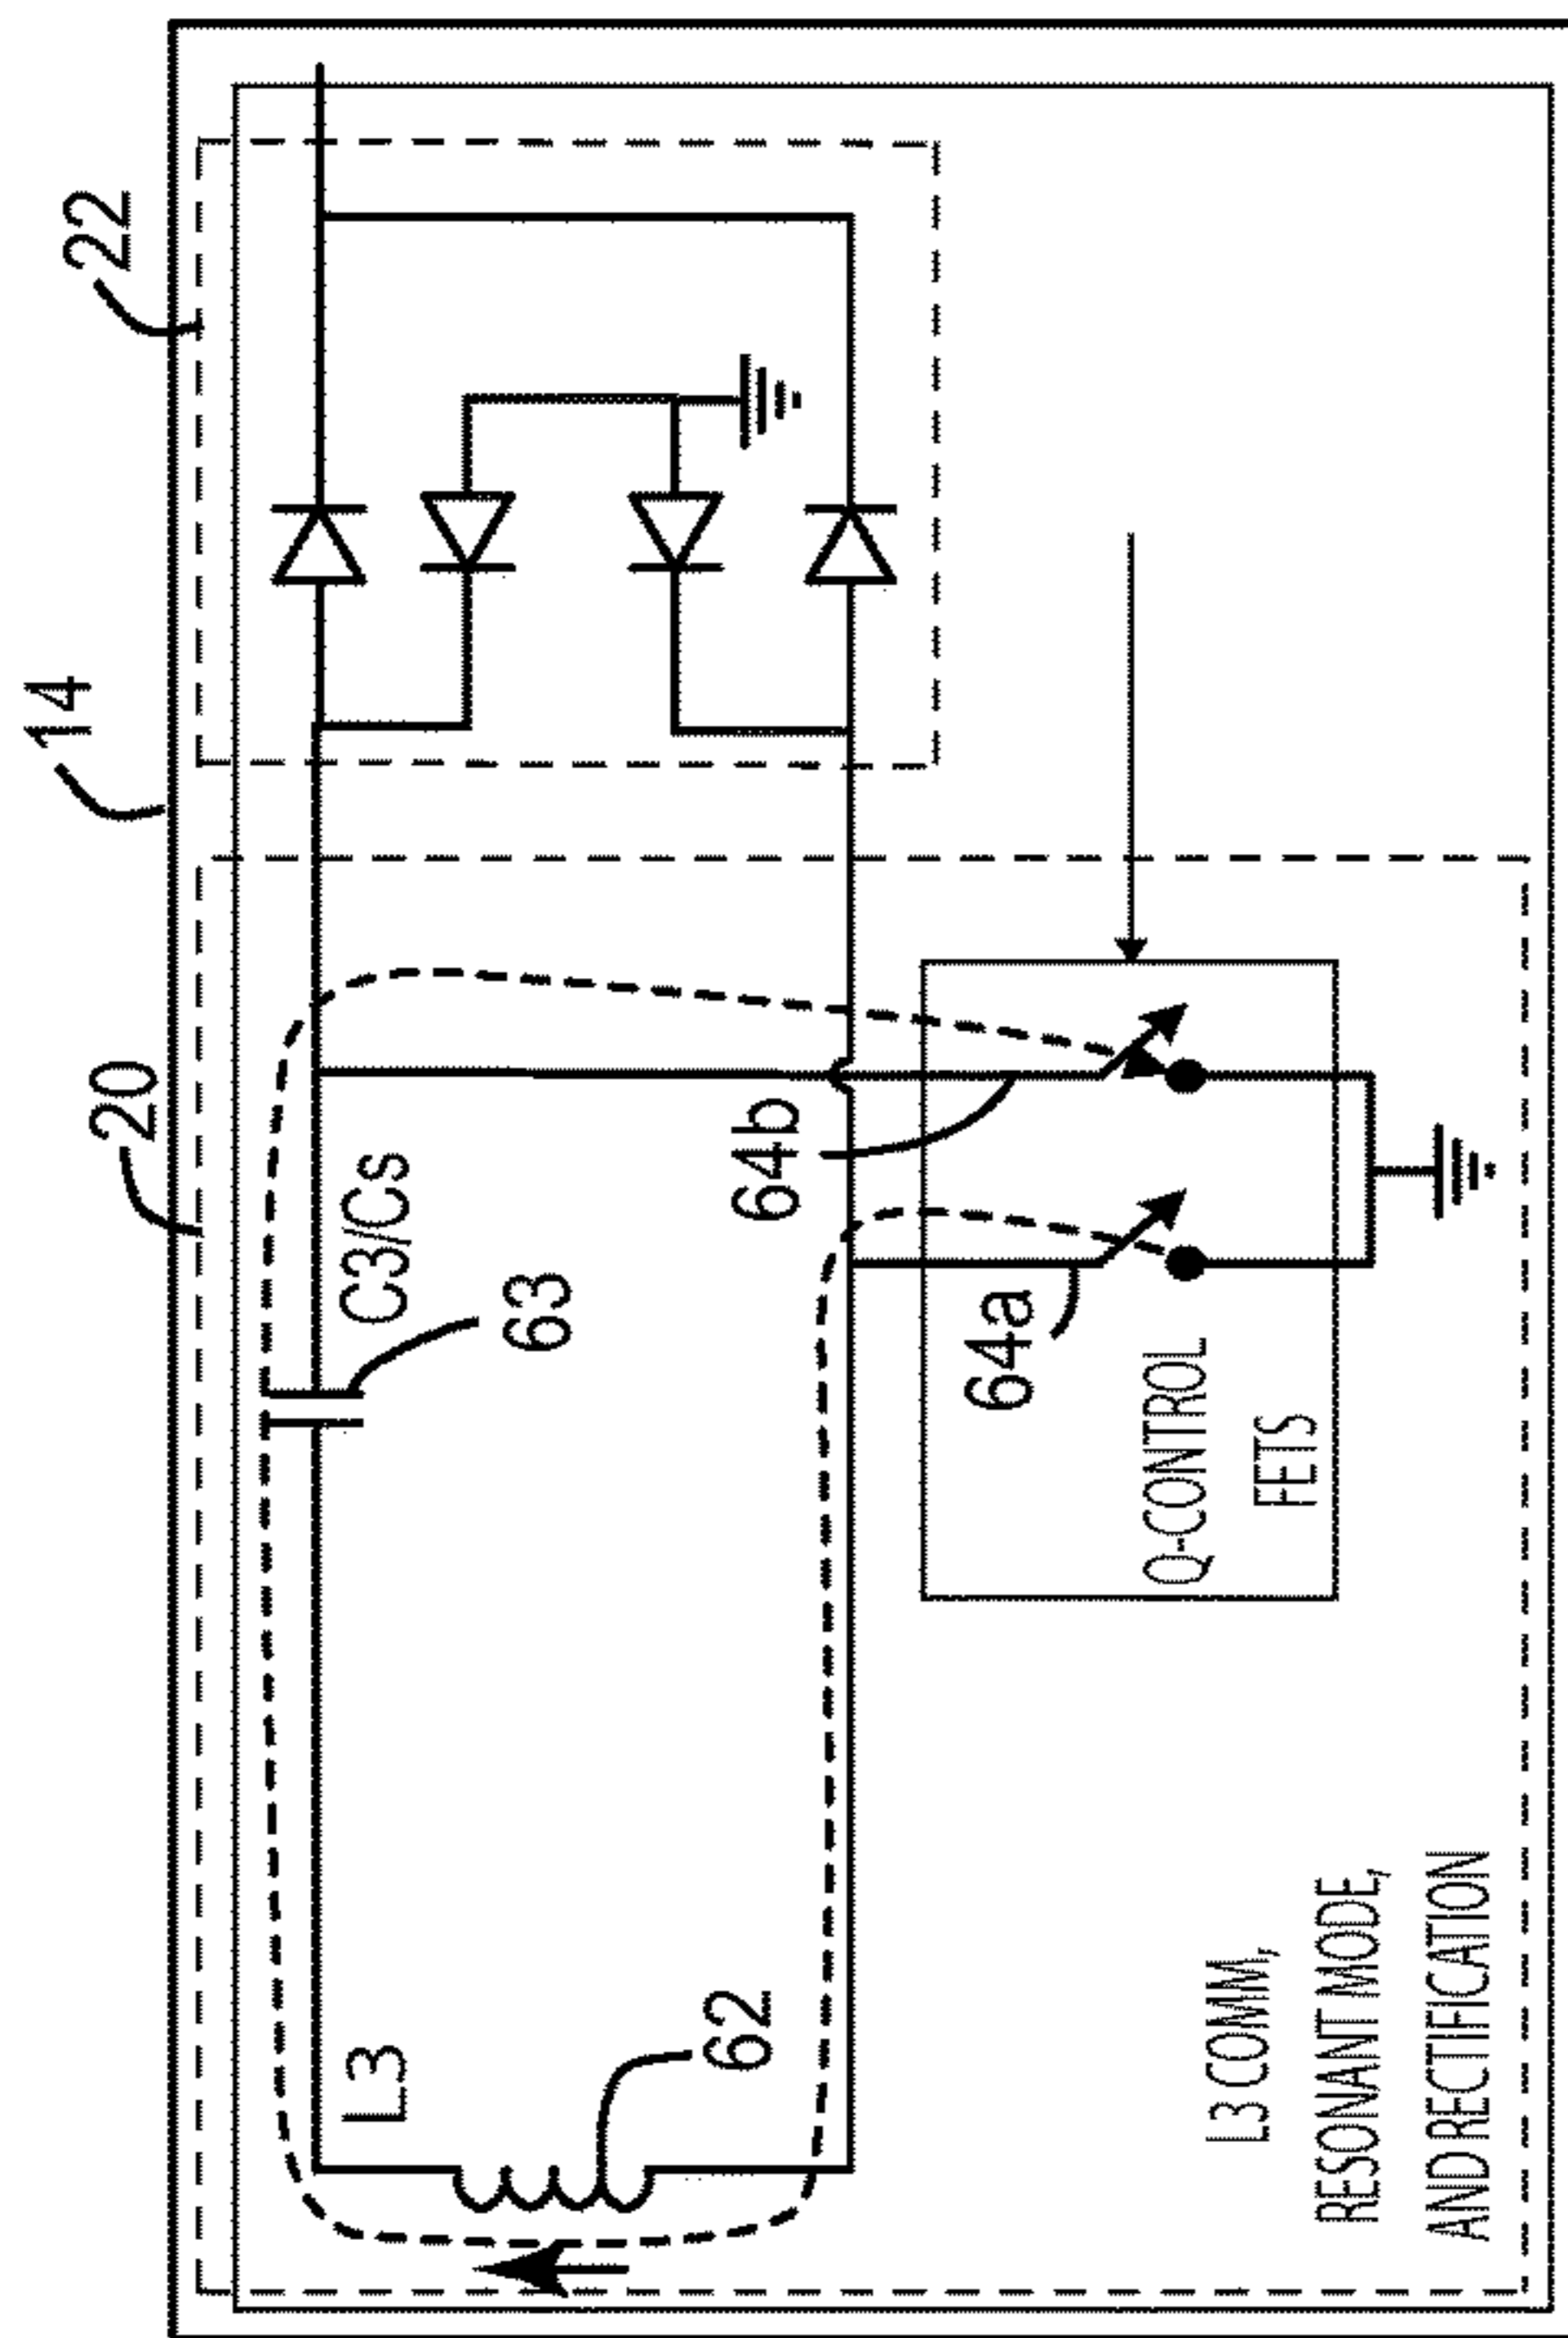 14
20
22
C3/Cs
63
L3
62
64b
64a
Q-CONTROL
FETS
L3 COMM,
RESONANT MODE,
AND RECTIFICATION